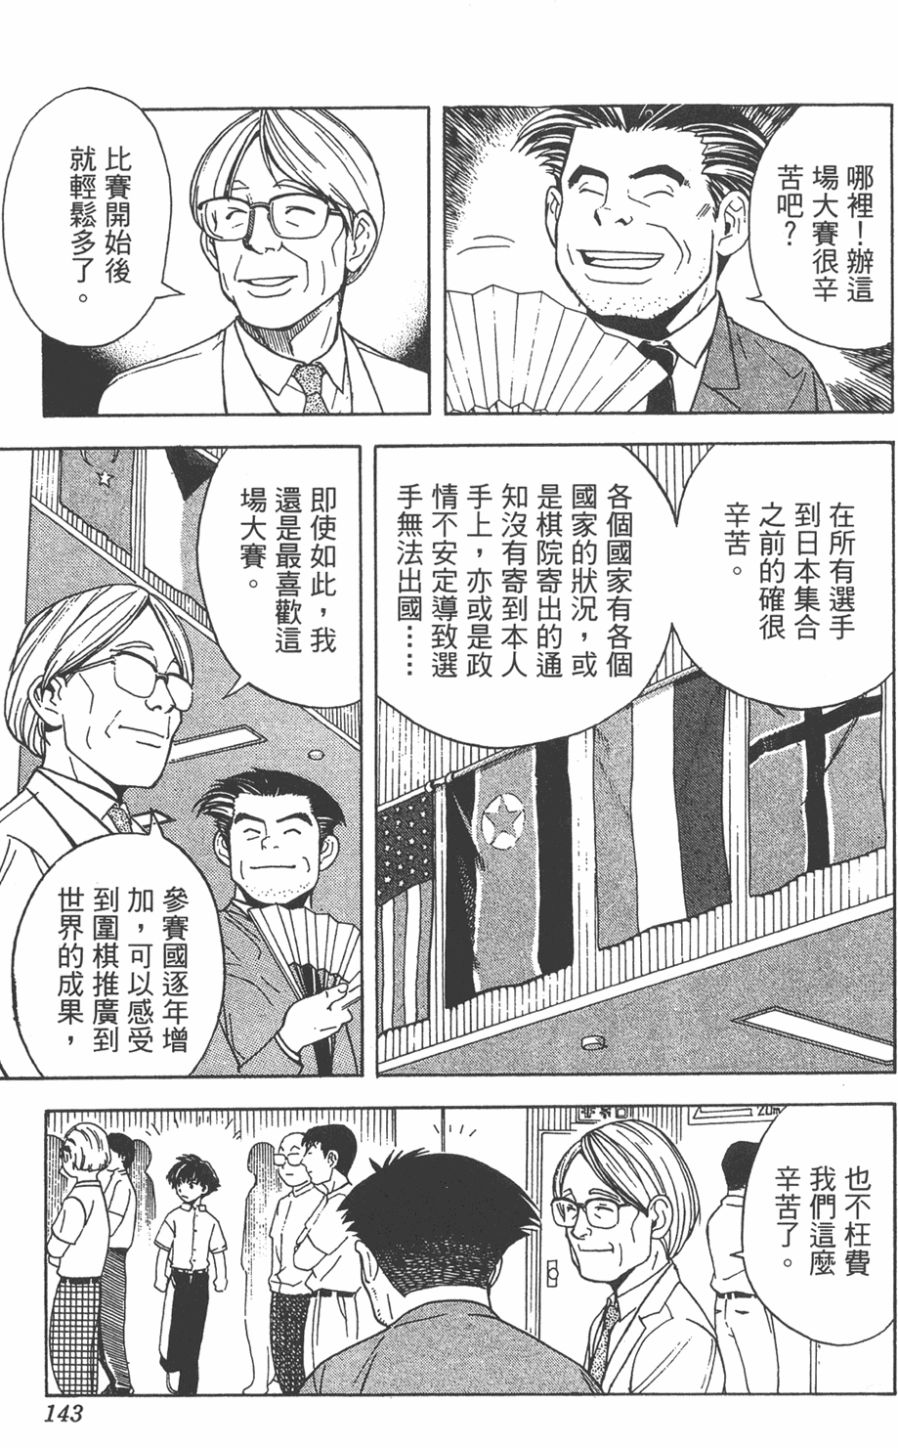 哪裡！辦這
場大賽很辛
苦吧？
比賽開始後
就輕鬆多了。
在所有選手
到日本集合
之前的確很
辛苦。
各個國家有各個
國家的狀況，或
是棋院寄出的通
知沒有寄到本人
手上，亦或是政
情不安定導致選
手無法出國……
即使如此，我
還是最喜歡這
場大賽。
參賽國逐年增
加，可以感受
到圍棋推廣到
世界的成果，
也不枉費
我們這麼
辛苦了。
20m
143